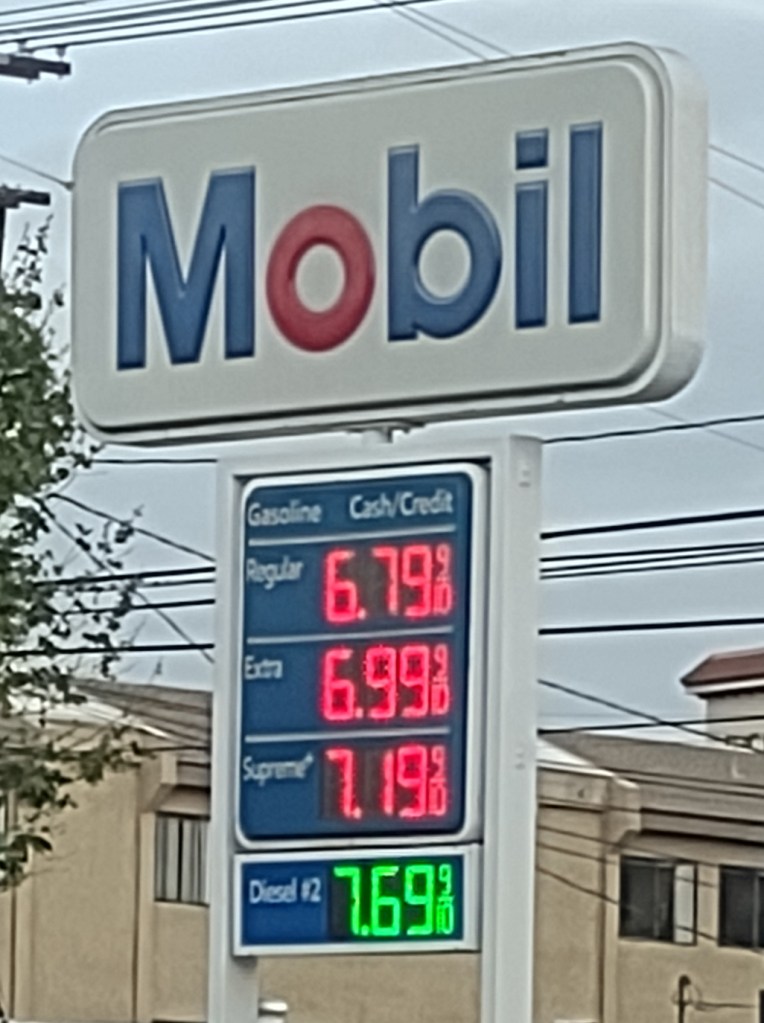 Mobil
Gasoline Cash/Credit
Regular 6.79 9/10
Extra 6.99 9/10
Supreme+ 7.19 9/10
Diesel #2 7.69 9/10